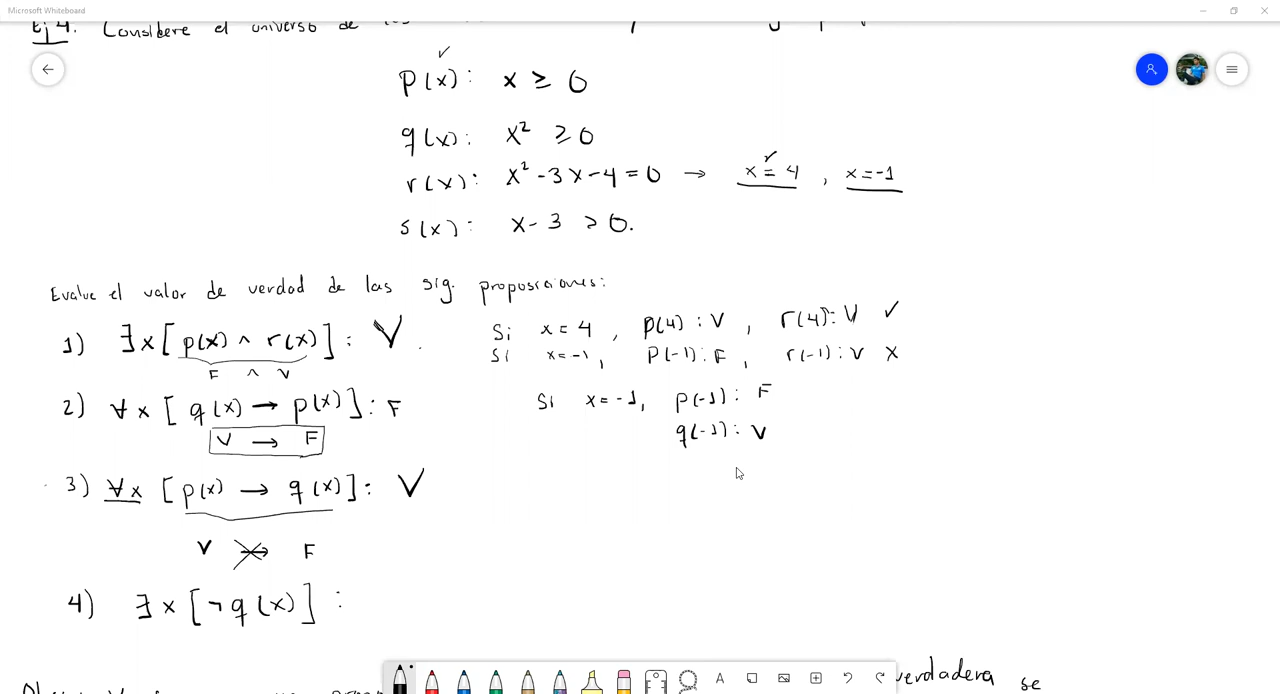 Microsoft Whiteboard
Ej 4. Considere el universo de los
p(x): x ≥ 0 ✓
q(x): x² ≥ 0
r(x): x² - 3x - 4 = 0 → x = 4 ✓, x = -1
s(x): x - 3 > 0.
Evalue el valor de verdad de las sig. proposiciones:
1) ∃x [p(x) ∧ r(x)]: V.
F ∧ V
Si x = 4, p(4): V, r(4): V ✓
Si x = -1, p(-1): F, r(-1): V X
2) ∀x [q(x) → p(x)]: F
V → F
Si x = -1, p(-1): F
q(-1): V
3) ∀x [p(x) → q(x)]: V
V → F
4) ∃x [¬q(x)]:
verdadera se